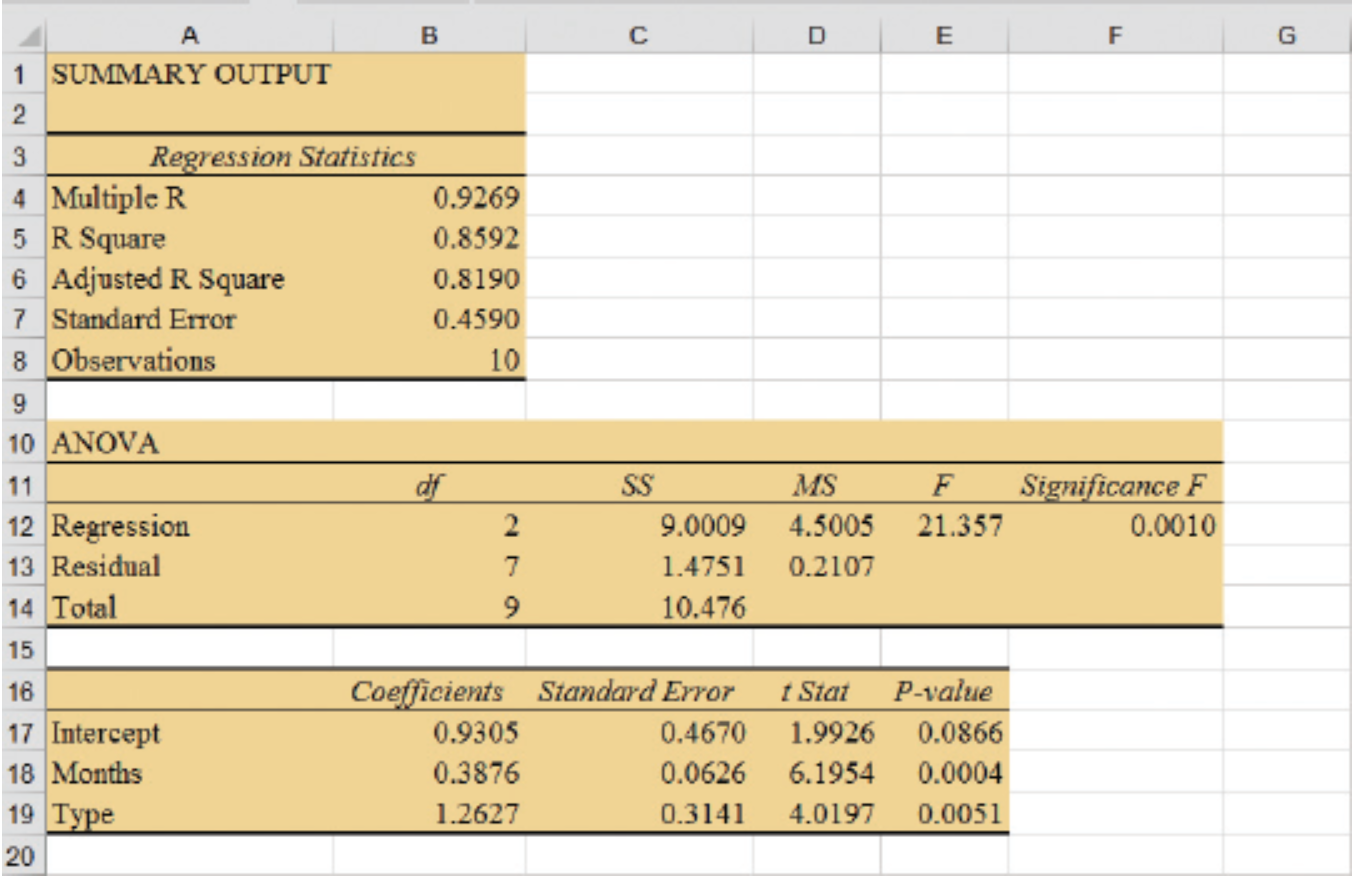 A B C D E F G
1 SUMMARY OUTPUT
2
3 Regression Statistics
4 Multiple R 0.9269
5 R Square 0.8592
6 Adjusted R Square 0.8190
7 Standard Error 0.4590
8 Observations 10
9
10 ANOVA
11 df SS MS F Significance F
12 Regression 2 9.0009 4.5005 21.357 0.0010
13 Residual 7 1.4751 0.2107
14 Total 9 10.476
15
16 Coefficients Standard Error t Stat P-value
17 Intercept 0.9305 0.4670 1.9926 0.0866
18 Months 0.3876 0.0626 6.1954 0.0004
19 Type 1.2627 0.3141 4.0197 0.0051
20